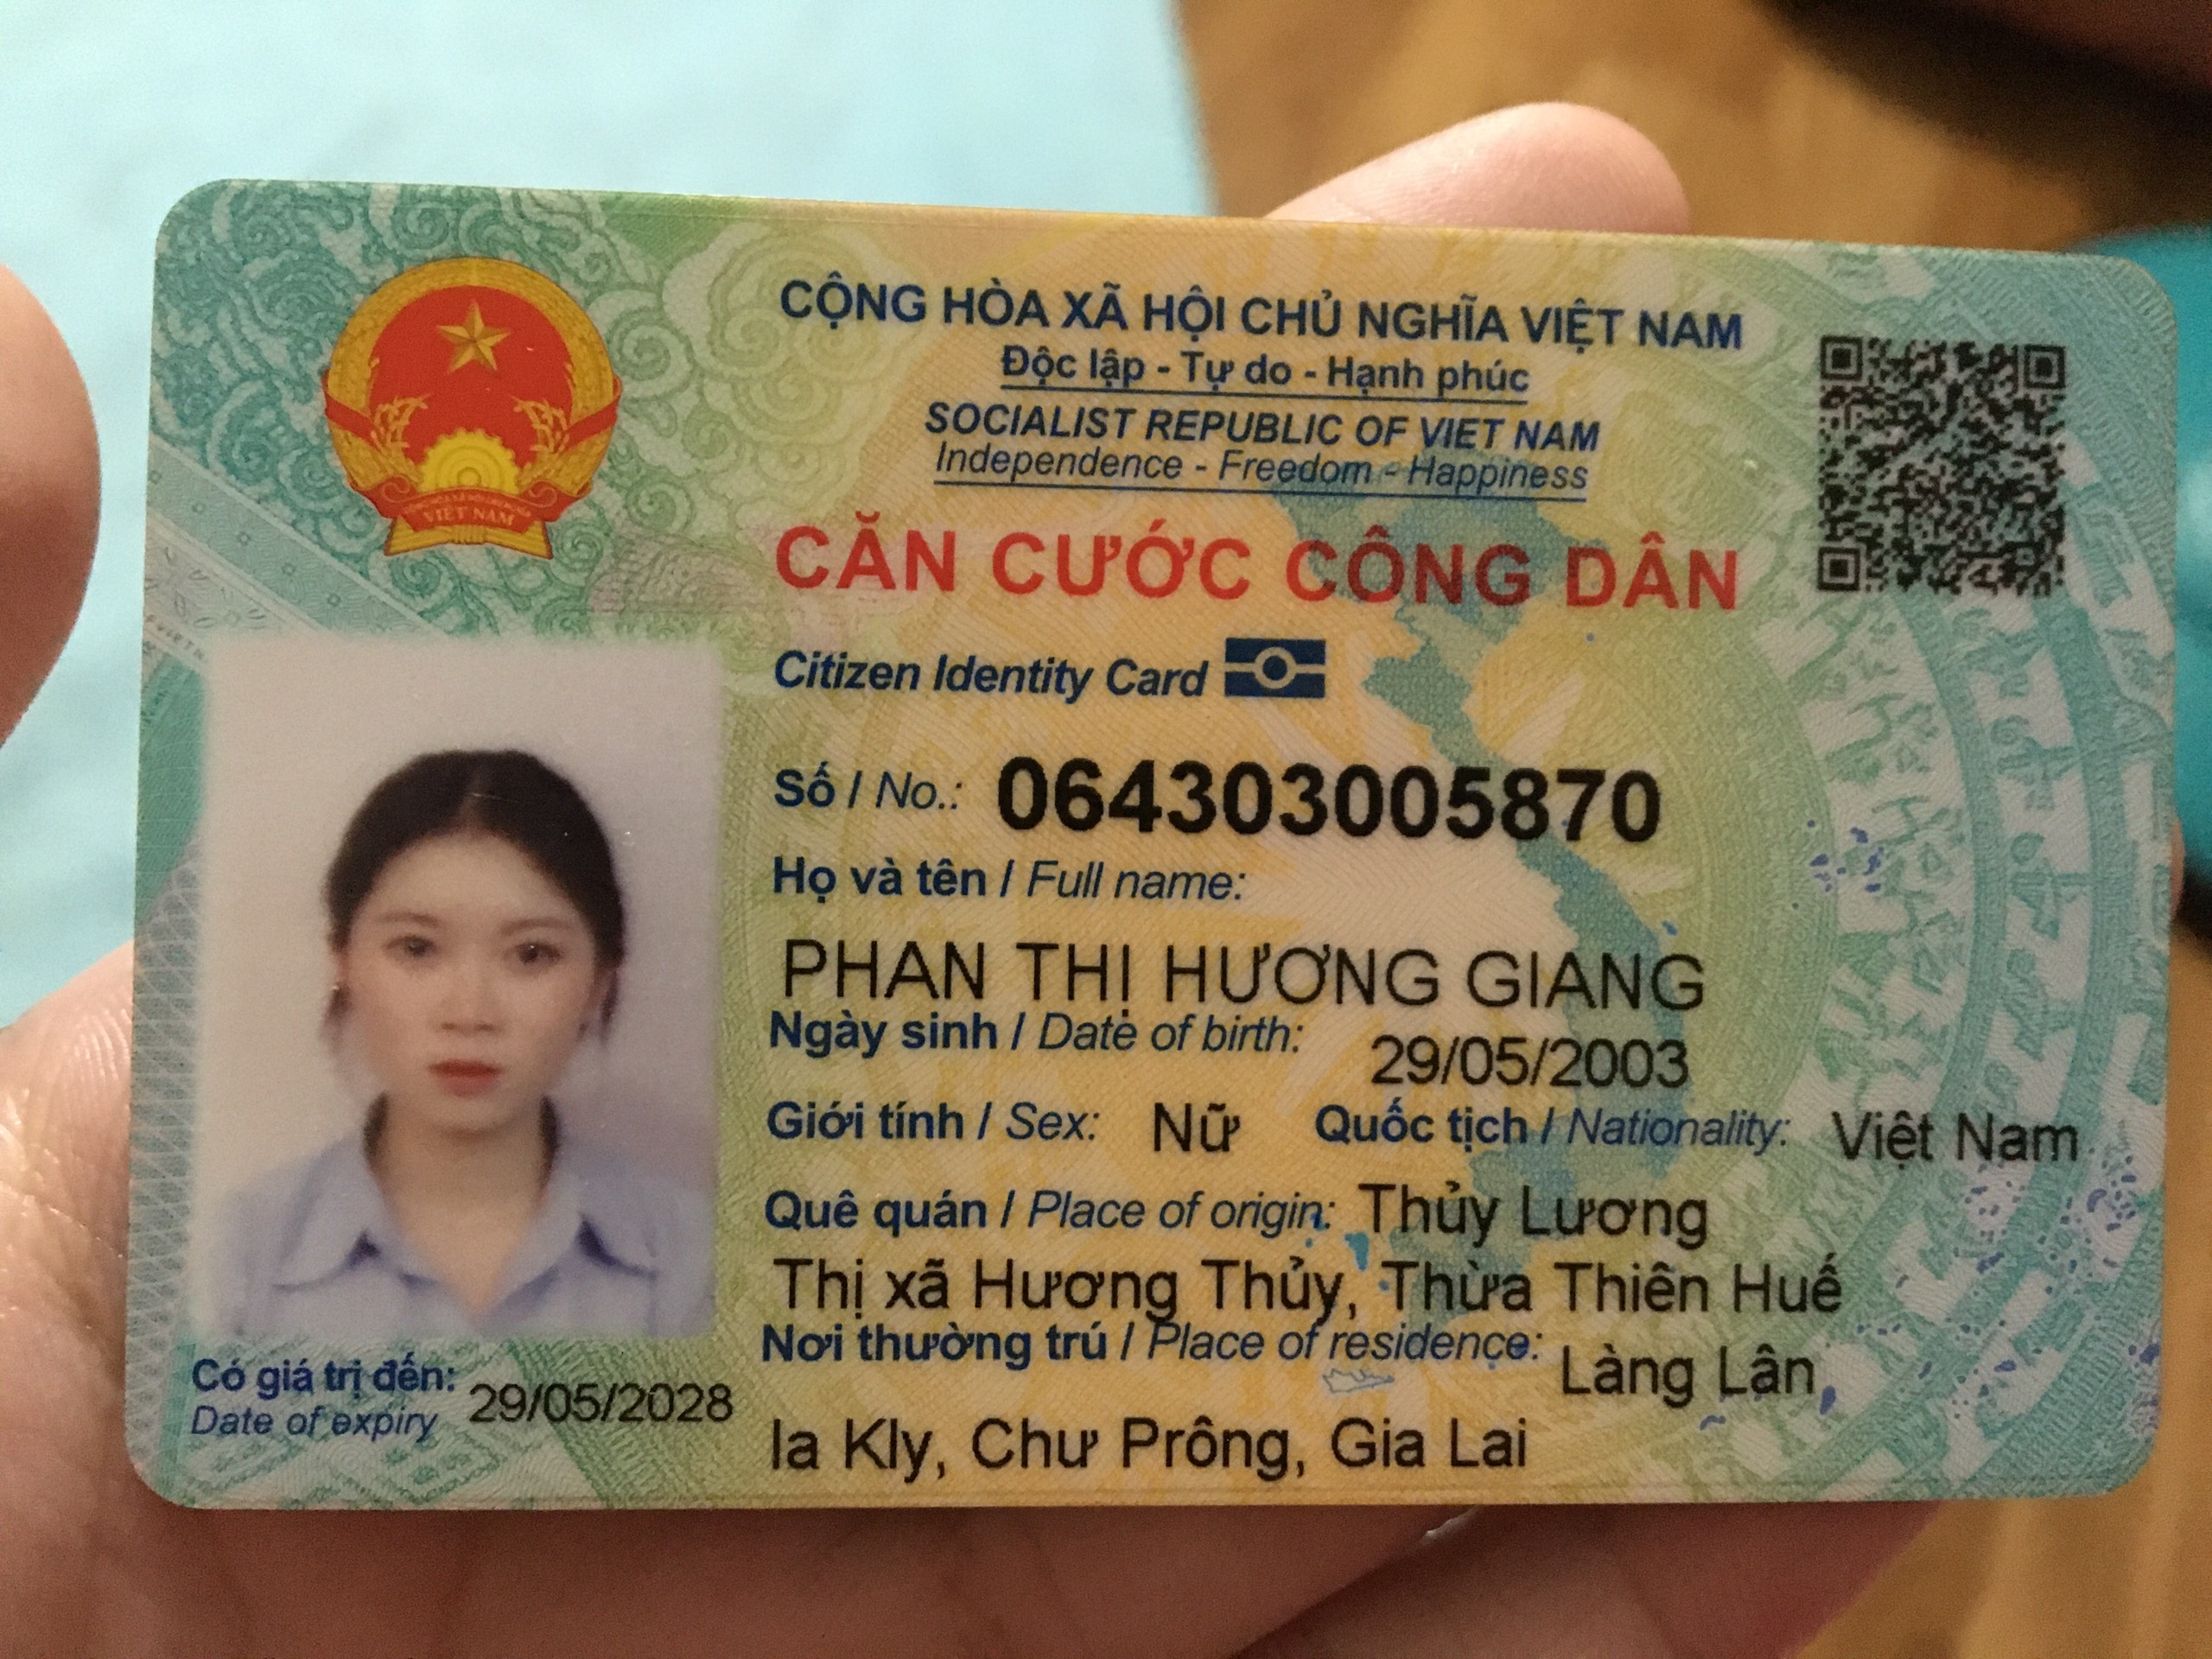 CỘNG HÒA XÃ HỘI CHỦ NGHĨA VIỆT NAM
Độc lập - Tự do - Hạnh phúc
SOCIALIST REPUBLIC OF VIET NAM
Independence - Freedom - Happiness
CĂN CƯỚC CÔNG DÂN
Citizen Identity Card
Số / No.: 064303005870
Họ và tên / Full name:
PHAN THỊ HƯƠNG GIANG
Ngày sinh / Date of birth: 29/05/2003
Giới tính / Sex: Nữ Quốc tịch / Nationality: Việt Nam
Quê quán / Place of origin: Thủy Lương
Thị xã Hương Thủy, Thừa Thiên Huế
Nơi thường trú / Place of residence: Làng Lân,
Ia Kly, Chư Prông, Gia Lai
Có giá trị đến: 29/05/2028
Date of expiry
VIỆT NAM